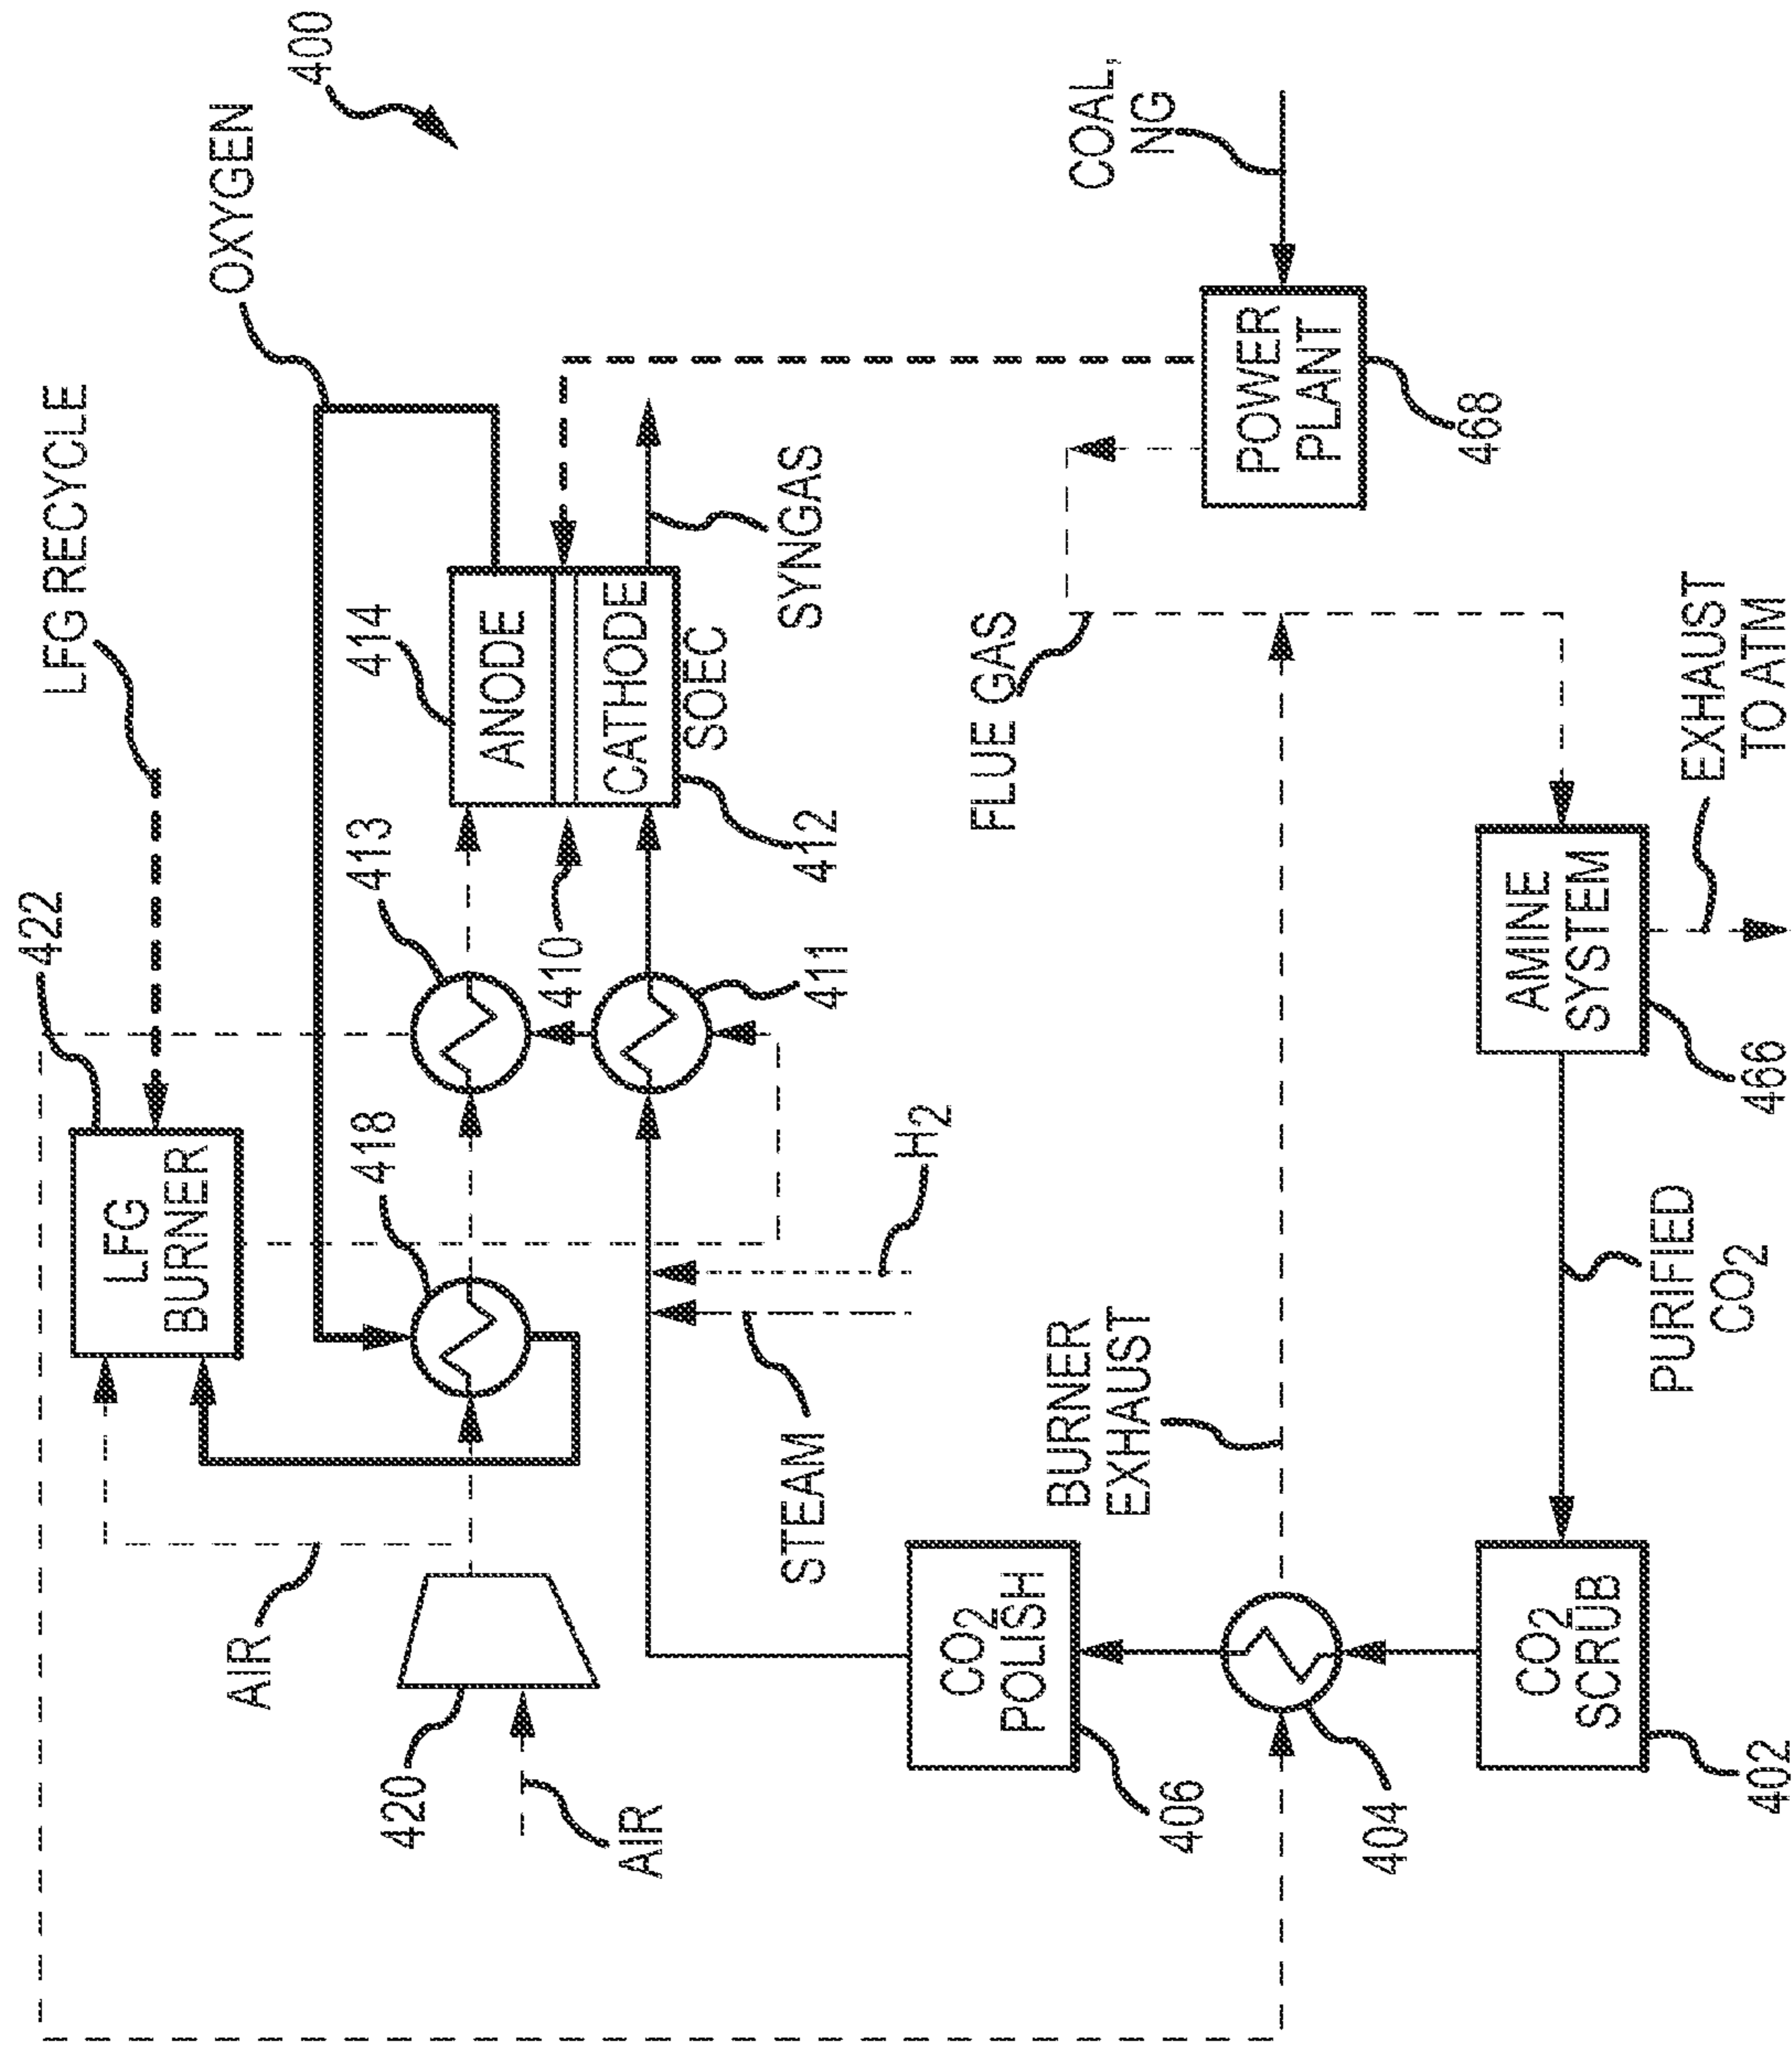 400
OXYGEN
LFG RECYCLE
422
LFG
BURNER
AIR
420
AIR
418
413
414
ANODE
CATHODE
SOEC
410
412
411
SYNGAS
H2
STEAM
COAL,
NG
POWER
PLANT
468
FLUE GAS
BURNER
EXHAUST
CO2
POLISH
406
404
CO2
SCRUB
402
PURIFIED
CO2
AMINE
SYSTEM
466
EXHAUST
TO ATM